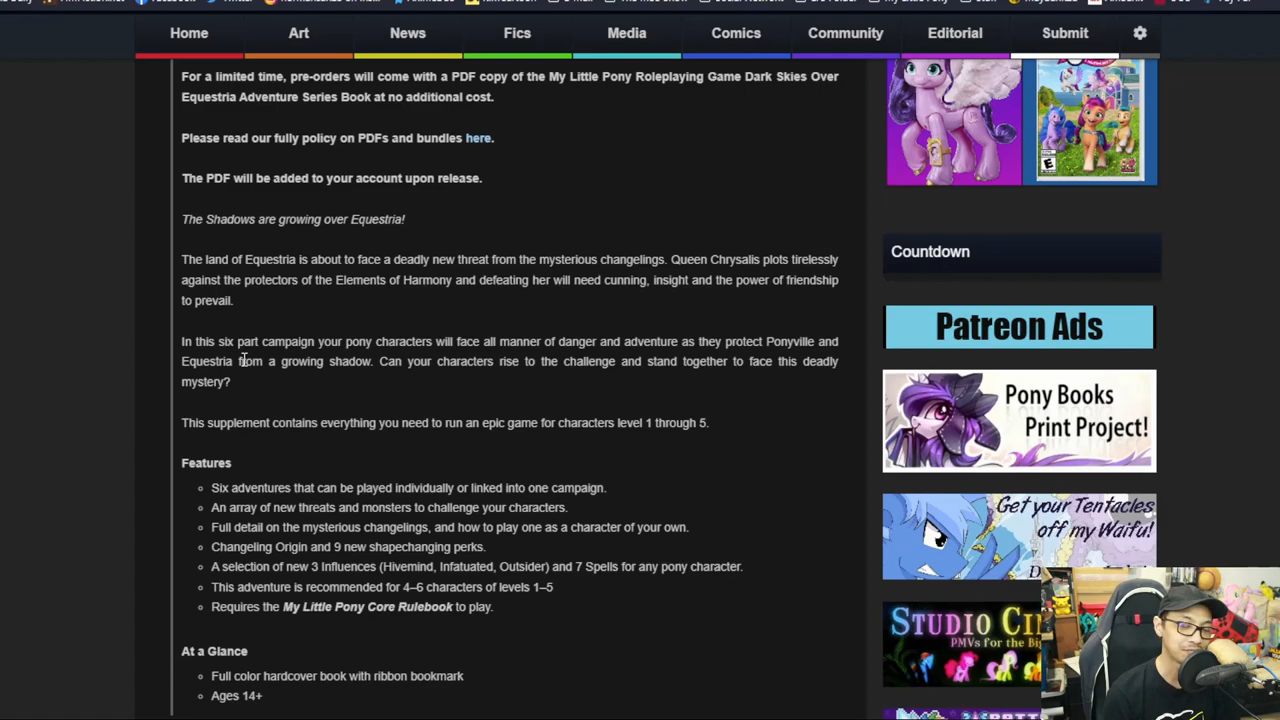 Home Art News Fics Media Comics Community Editorial Submit
For a limited time, pre-orders will come with a PDF copy of the My Little Pony Roleplaying Game Dark Skies Over
Equestria Adventure Series Book at no additional cost.
Please read our fully policy on PDFs and bundles here.
The PDF will be added to your account upon release.
The Shadows are growing over Equestria!
The land of Equestria is about to face a deadly new threat from the mysterious changelings. Queen Chrysalis plots tirelessly
against the protectors of the Elements of Harmony and defeating her will need cunning, insight and the power of friendship
to prevail.
In this six part campaign your pony characters will face all manner of danger and adventure as they protect Ponyville and
Equestria from a growing shadow. Can your characters rise to the challenge and stand together to face this deadly
mystery?
This supplement contains everything you need to run an epic game for characters level 1 through 5.
Features
Six adventures that can be played individually or linked into one campaign.
An array of new threats and monsters to challenge your characters.
Full detail on the mysterious changelings, and how to play one as a character of your own.
Changeling Origin and 9 new shapechanging perks.
A selection of new 3 Influences (Hivemind, Infatuated, Outsider) and 7 Spells for any pony character.
This adventure is recommended for 4–6 characters of levels 1–5
Requires the My Little Pony Core Rulebook to play.
At a Glance
Full color hardcover book with ribbon bookmark
Ages 14+
E
Countdown
Patreon Ads
Pony Books
Print Project!
Get your Tentacles
off my Waifu!
STUDIO
PMVs for the